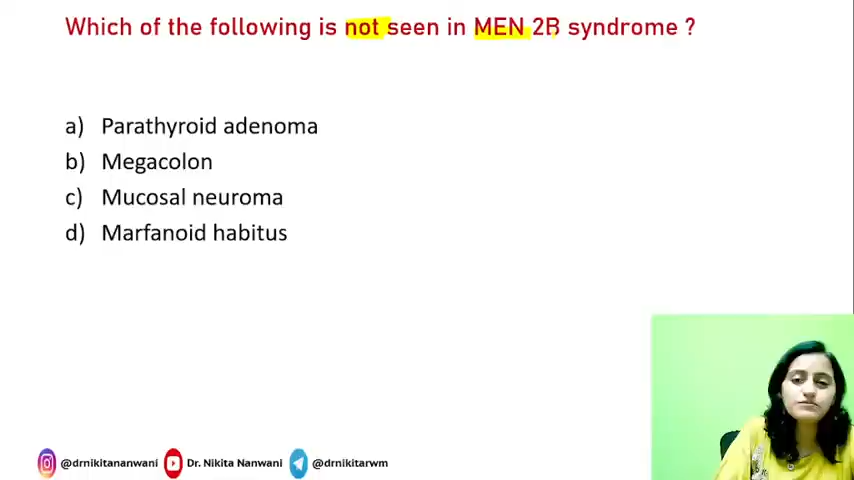 Which of the following is not seen in MEN 2B syndrome ?
a) Parathyroid adenoma
b) Megacolon
c) Mucosal neuroma
d) Marfanoid habitus
@drnikitananwani Dr. Nikita Nanwani @drnikitarwm